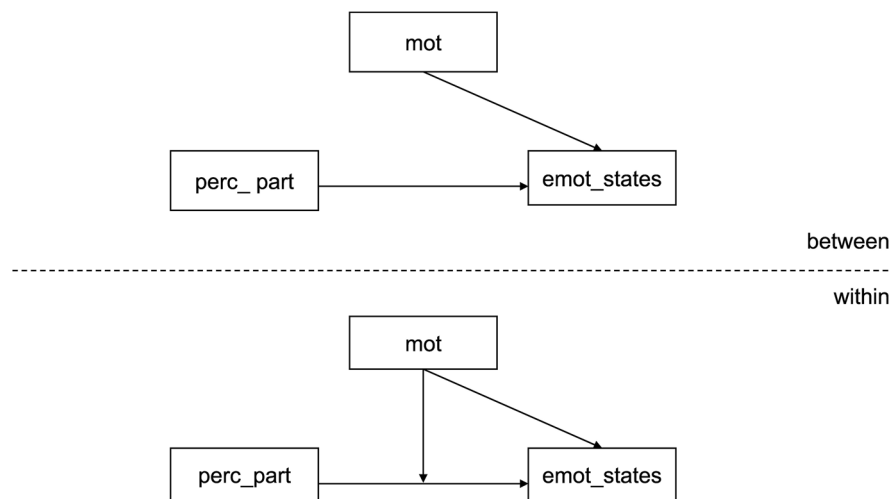 mot
perc_ part
emot_states
between
within
mot
perc_part
emot_states